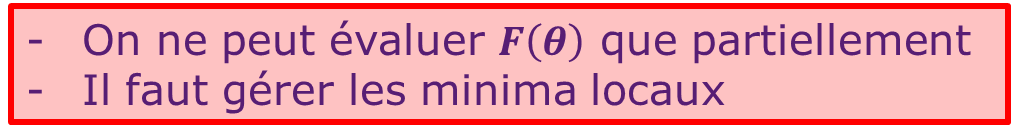 - On ne peut évaluer F(θ) que partiellement
- Il faut gérer les minima locaux